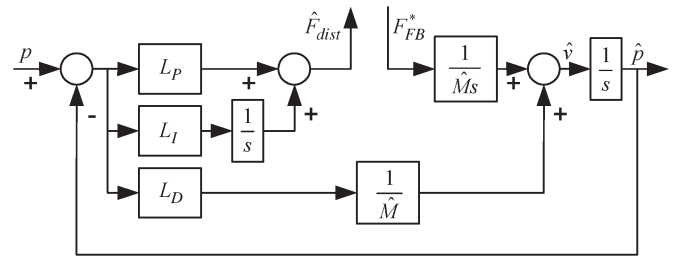 p
+
-
L_P
L_I
L_D
1
s
+
+
F̂_dist
F*_FB
1
M̂s
1
M̂
+
+
v̂
1
s
p̂